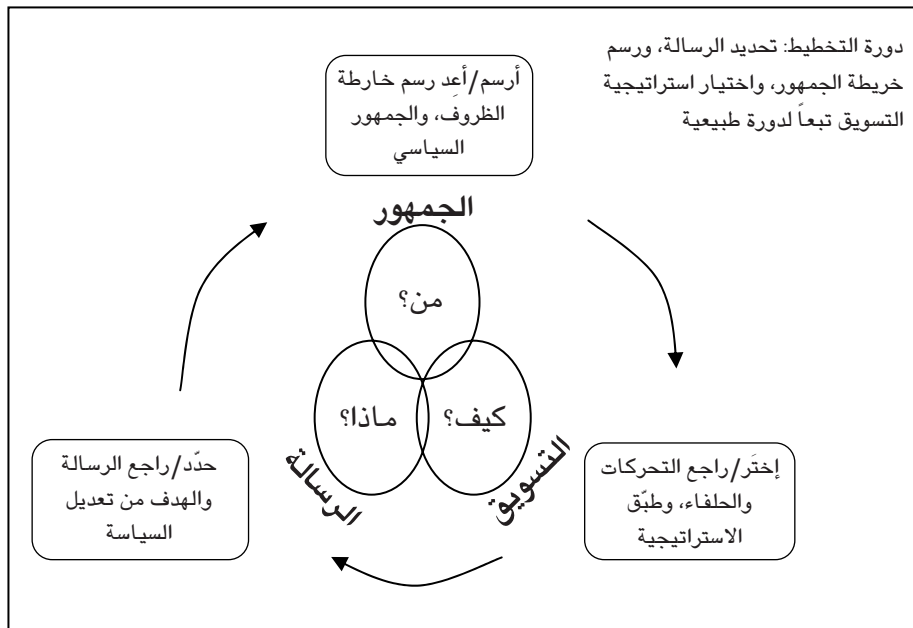 دورة التخطيط: تحديد الرسالة، ورسم
خريطة الجمهور، واختيار استراتيجية
التسويق تبعاً لدورة طبيعية
أرسم/أعِد رسم خارطة
الظروف، والجمهور
السياسي
الجمهور
من؟
كيف؟
ماذا؟
التسويق
الرسالة
إختَر/راجع التحركات
والحلفاء، وطبّق
الاستراتيجية
حدّد/راجع الرسالة
والهدف من تعديل
السياسة